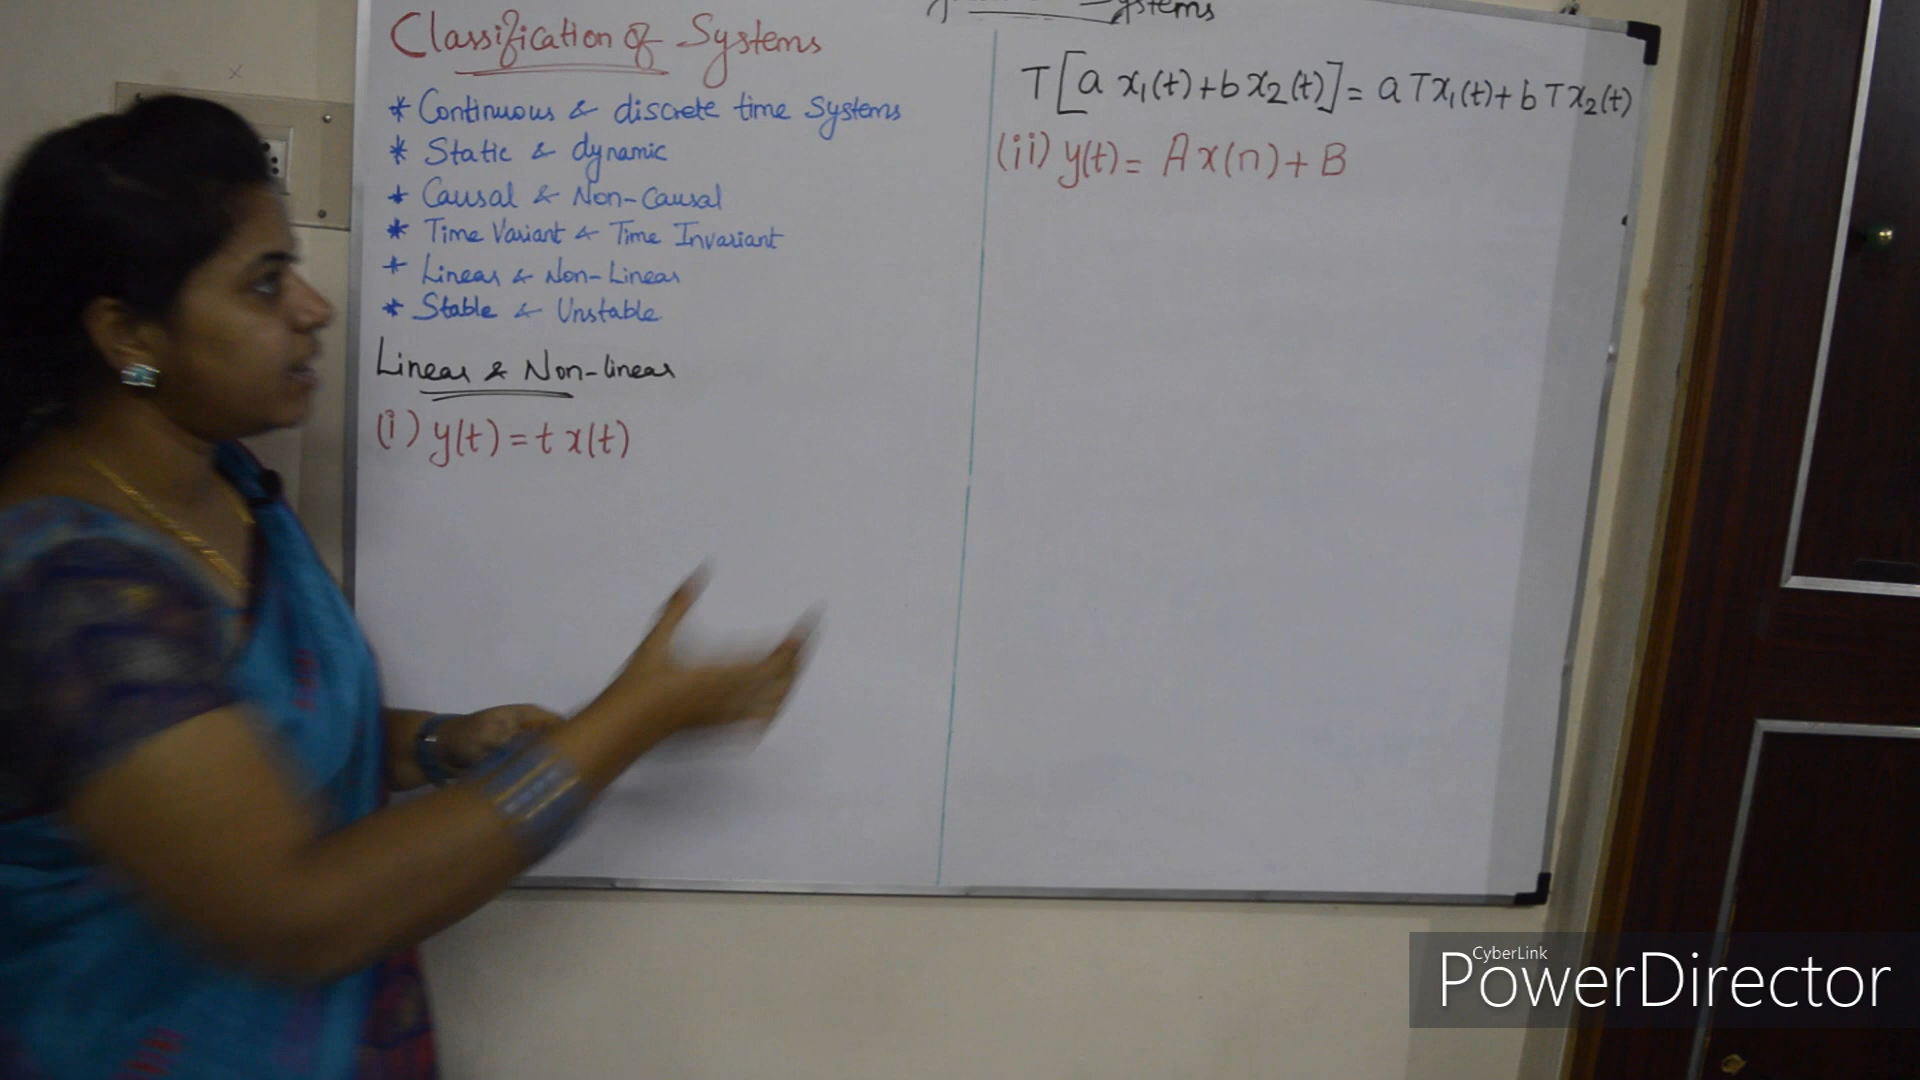 Classification of Systems
* Continuous & discrete time Systems
* Static & dynamic
* Causal & Non-Causal
* Time Variant & Time Invariant
* Linear & Non-Linear
* Stable & Unstable
Linear & Non-linear
(i) y(t) = t x(t)
T[a x₁(t) + b x₂(t)] = a T x₁(t) + b T x₂(t)
(ii) y(t) = A x(n) + B
CyberLink
PowerDirector